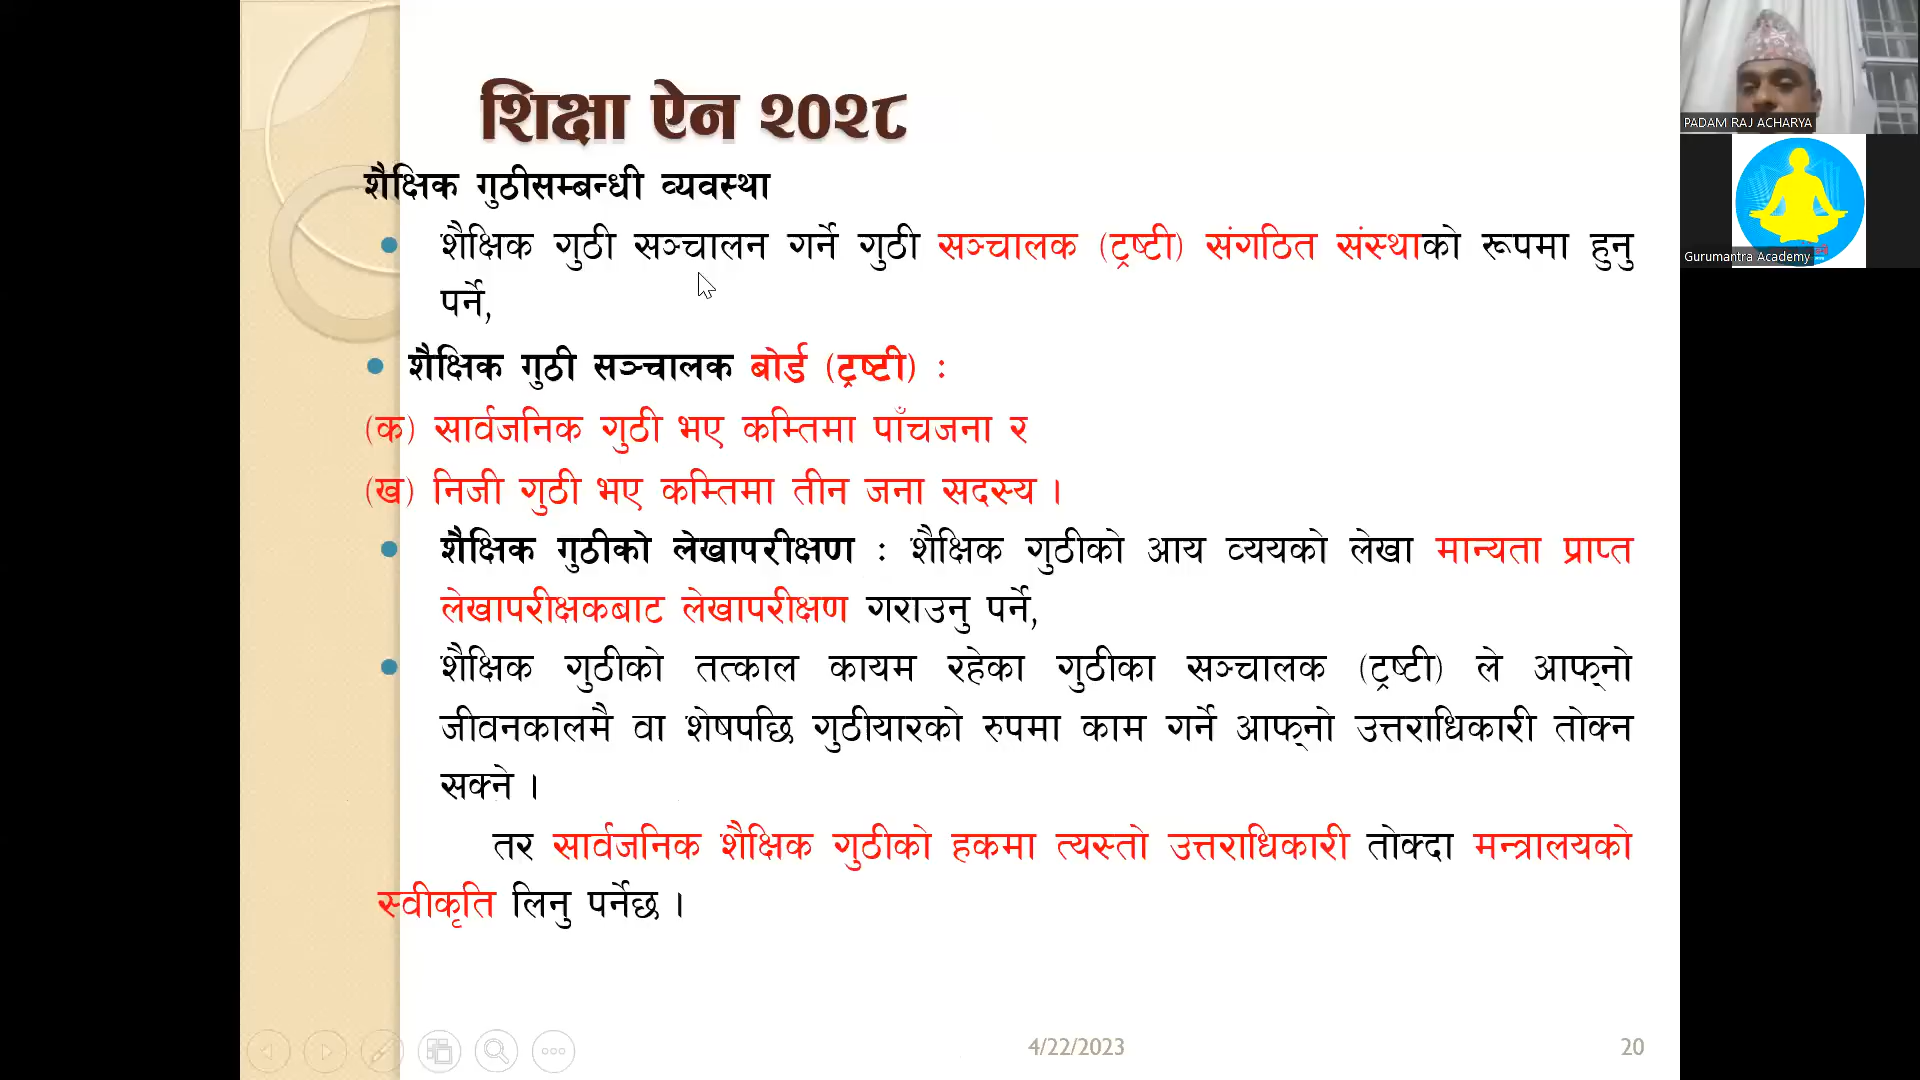 शिक्षा ऐन २०२८
शैक्षिक गुठीसम्बन्धी व्यवस्था
शैक्षिक गुठी सञ्चालन गर्ने गुठी सञ्चालक (ट्रष्टी) संगठित संस्थाको रूपमा हुनु
पर्ने,
शैक्षिक गुठी सञ्चालक बोर्ड (ट्रष्टी) :
(क) सार्वजनिक गुठी भए कम्तिमा पाँचजना र
(ख) निजी गुठी भए कम्तिमा तीन जना सदस्य ।
शैक्षिक गुठीको लेखापरीक्षण : शैक्षिक गुठीको आय व्ययको लेखा मान्यता प्राप्त
लेखापरीक्षकबाट लेखापरीक्षण गराउनु पर्ने,
शैक्षिक गुठीको तत्काल कायम रहेका गुठीका सञ्चालक (ट्रष्टी) ले आफ्‌नो
जीवनकालमै वा शेषपछि गुठीयारको रुपमा काम गर्ने आफ्‌नो उत्तराधिकारी तोक्न
सक्ने ।
तर सार्वजनिक शैक्षिक गुठीको हकमा त्यस्तो उत्तराधिकारी तोक्दा मन्त्रालयको
स्वीकृति लिनु पर्नेछ ।
4/22/2023
20
PADAM RAJ ACHARYA
Gurumantra Academy